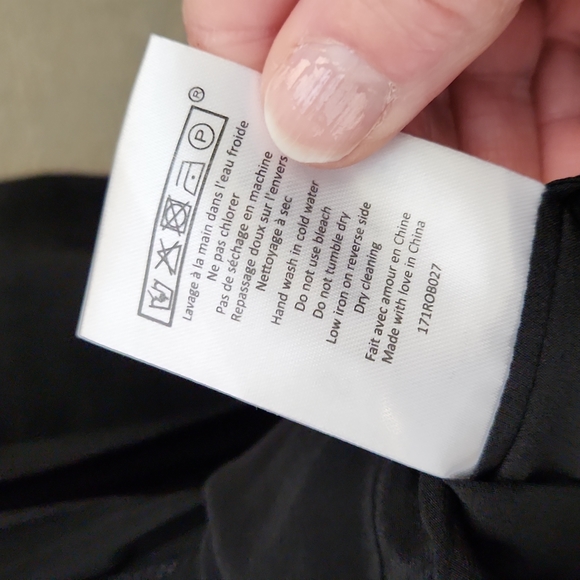 P ®
Lavage à la main dans l'eau froide
Ne pas chlorer
Pas de séchage en machine
Repassage doux sur l'envers
Nettoyage à sec
Hand wash in cold water
Do not use bleach
Do not tumble dry
Low iron on reverse side
Dry cleaning
Fait avec amour en Chine
Made with love in China
171ROB027